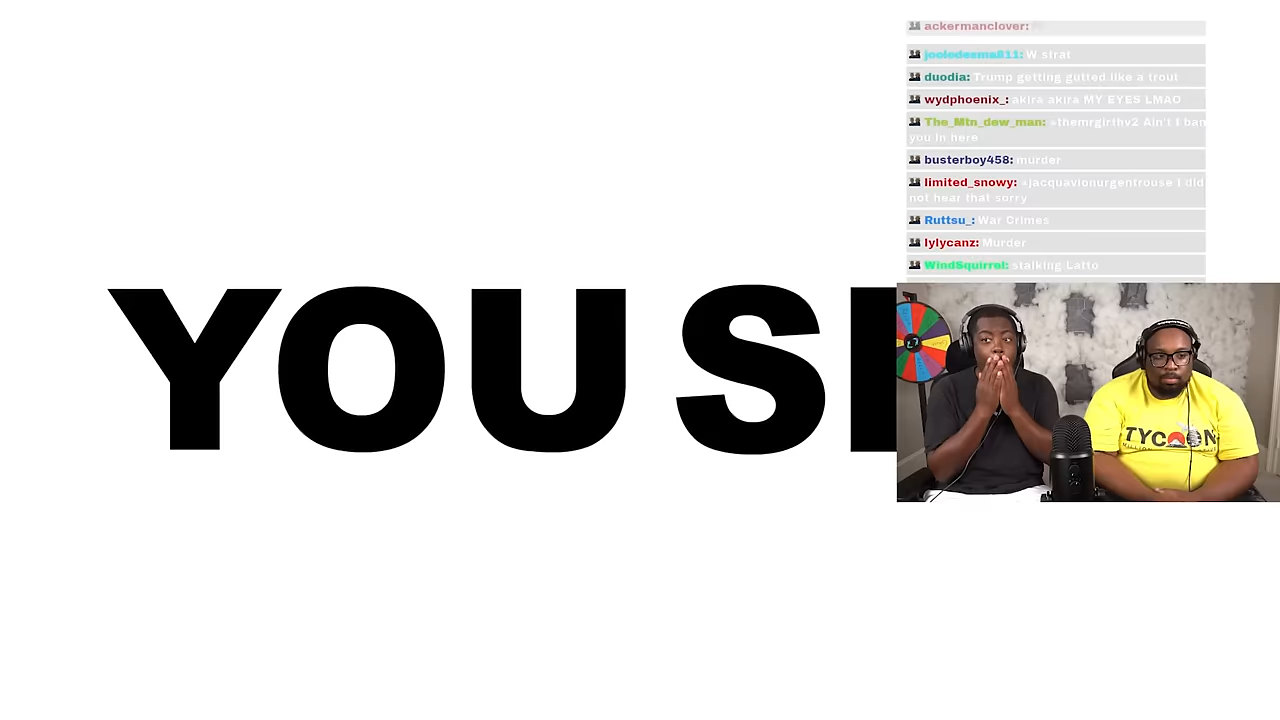 ackermanclover:
joolodexma811: W strat
duodia: Trump getting gutted like a trout
wydphoenix_: akira akira MY EYES LMAO
The_Mtn_dew_man: @themrgirthv2 Ain't I ban
you in here
busterboy458: murder
limited_snowy: @jacquavionurgentrouse I did
not hear that sorry
Ruttsu_: War Crimes
lylycanz: Murder
WindSquirrel: stalking Latto
YOU S
TYCOON